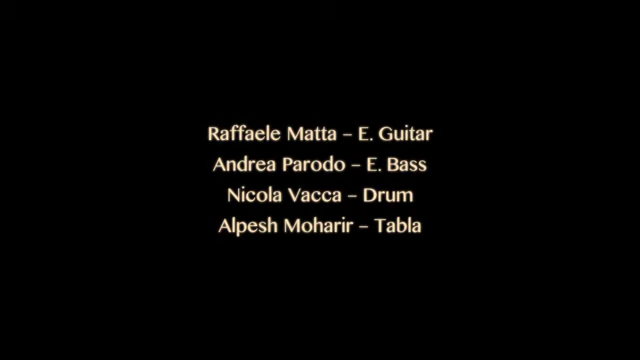 Raffaele Matta – E. Guitar
Andrea Parodo – E. Bass
Nicola Vacca – Drum
Alpesh Moharir – Tabla